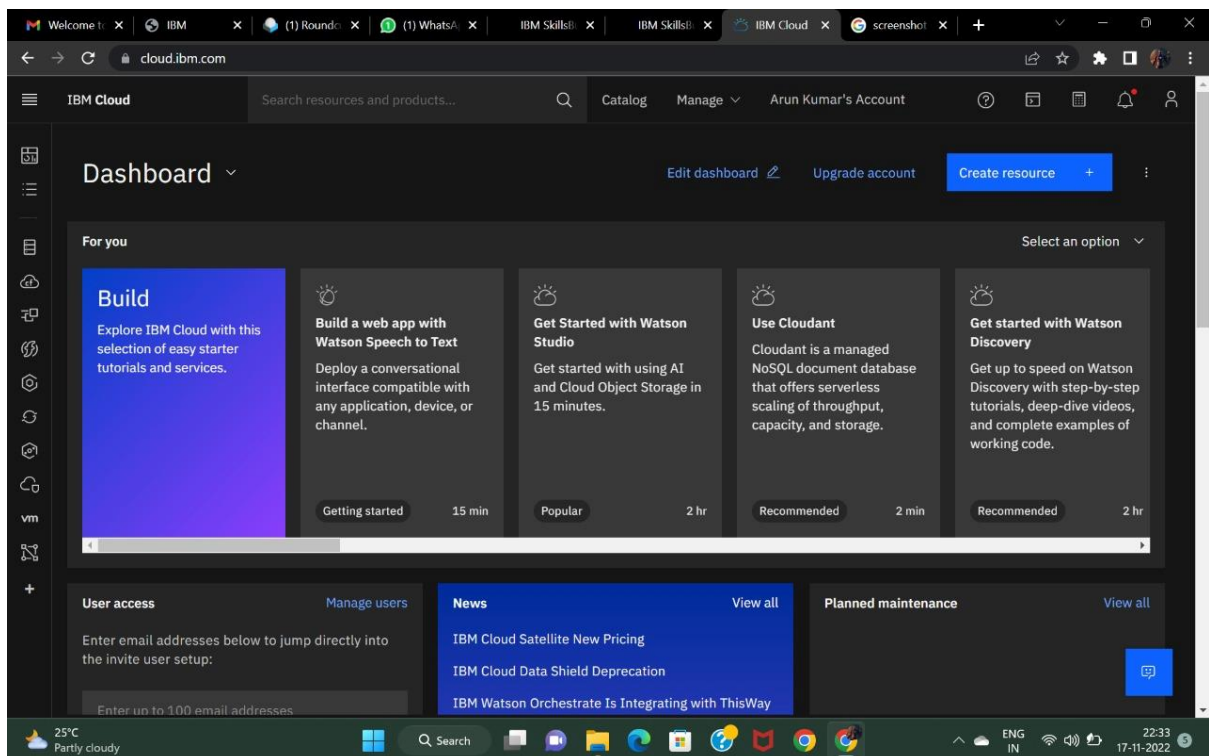 Welcome to
IBM
(1) Roundc
(1) WhatsA
IBM SkillsB
IBM SkillsB
IBM Cloud
screenshot
cloud.ibm.com
IBM Cloud
Search resources and products...
Catalog
Manage
Arun Kumar's Account
Dashboard
Edit dashboard
Upgrade account
Create resource +
For you
Select an option
Build
Explore IBM Cloud with this
selection of easy starter
tutorials and services.
Build a web app with
Watson Speech to Text
Deploy a conversational
interface compatible with
any application, device, or
channel.
Getting started
15 min
Get Started with Watson
Studio
Get started with using AI
and Cloud Object Storage in
15 minutes.
Popular
2 hr
Use Cloudant
Cloudant is a managed
NoSQL document database
that offers serverless
scaling of throughput,
capacity, and storage.
Recommended
2 min
Get started with Watson
Discovery
Get up to speed on Watson
Discovery with step-by-step
tutorials, deep-dive videos,
and complete examples of
working code.
Recommended
2 hr
vm
User access
Manage users
Enter email addresses below to jump directly into
the invite user setup:
Enter up to 100 email addresses
News
View all
IBM Cloud Satellite New Pricing
IBM Cloud Data Shield Deprecation
IBM Watson Orchestrate Is Integrating with ThisWay
Planned maintenance
View all
25°C
Partly cloudy
Search
ENG
IN
22:33
17-11-2022
5